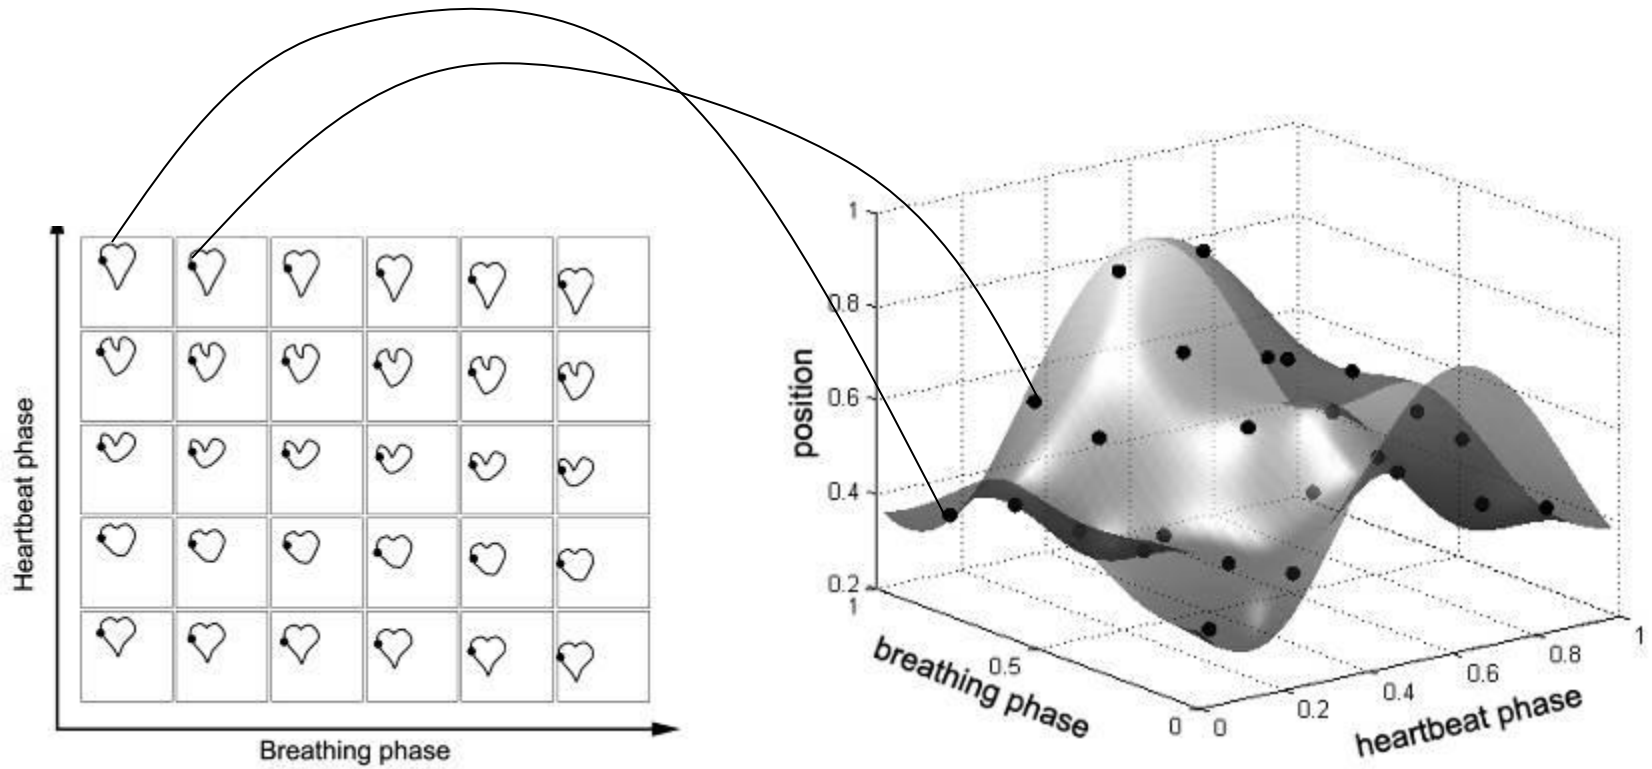 Heartbeat phase
Breathing phase
position
1
0.8
0.6
0.4
0.2
1
0.5
0
breathing phase
0
0.2
0.4
0.6
0.8
1
heartbeat phase